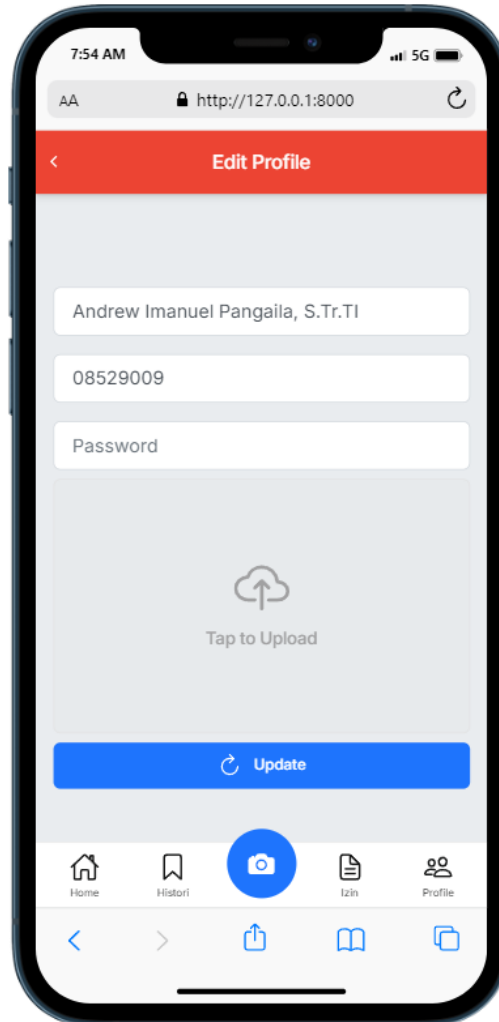 7:54 AM
5G
AA
http://127.0.0.1:8000
Edit Profile
Andrew Imanuel Pangaila, S.Tr.TI
08529009
Password
Tap to Upload
Update
Home
Histori
Izin
Profile